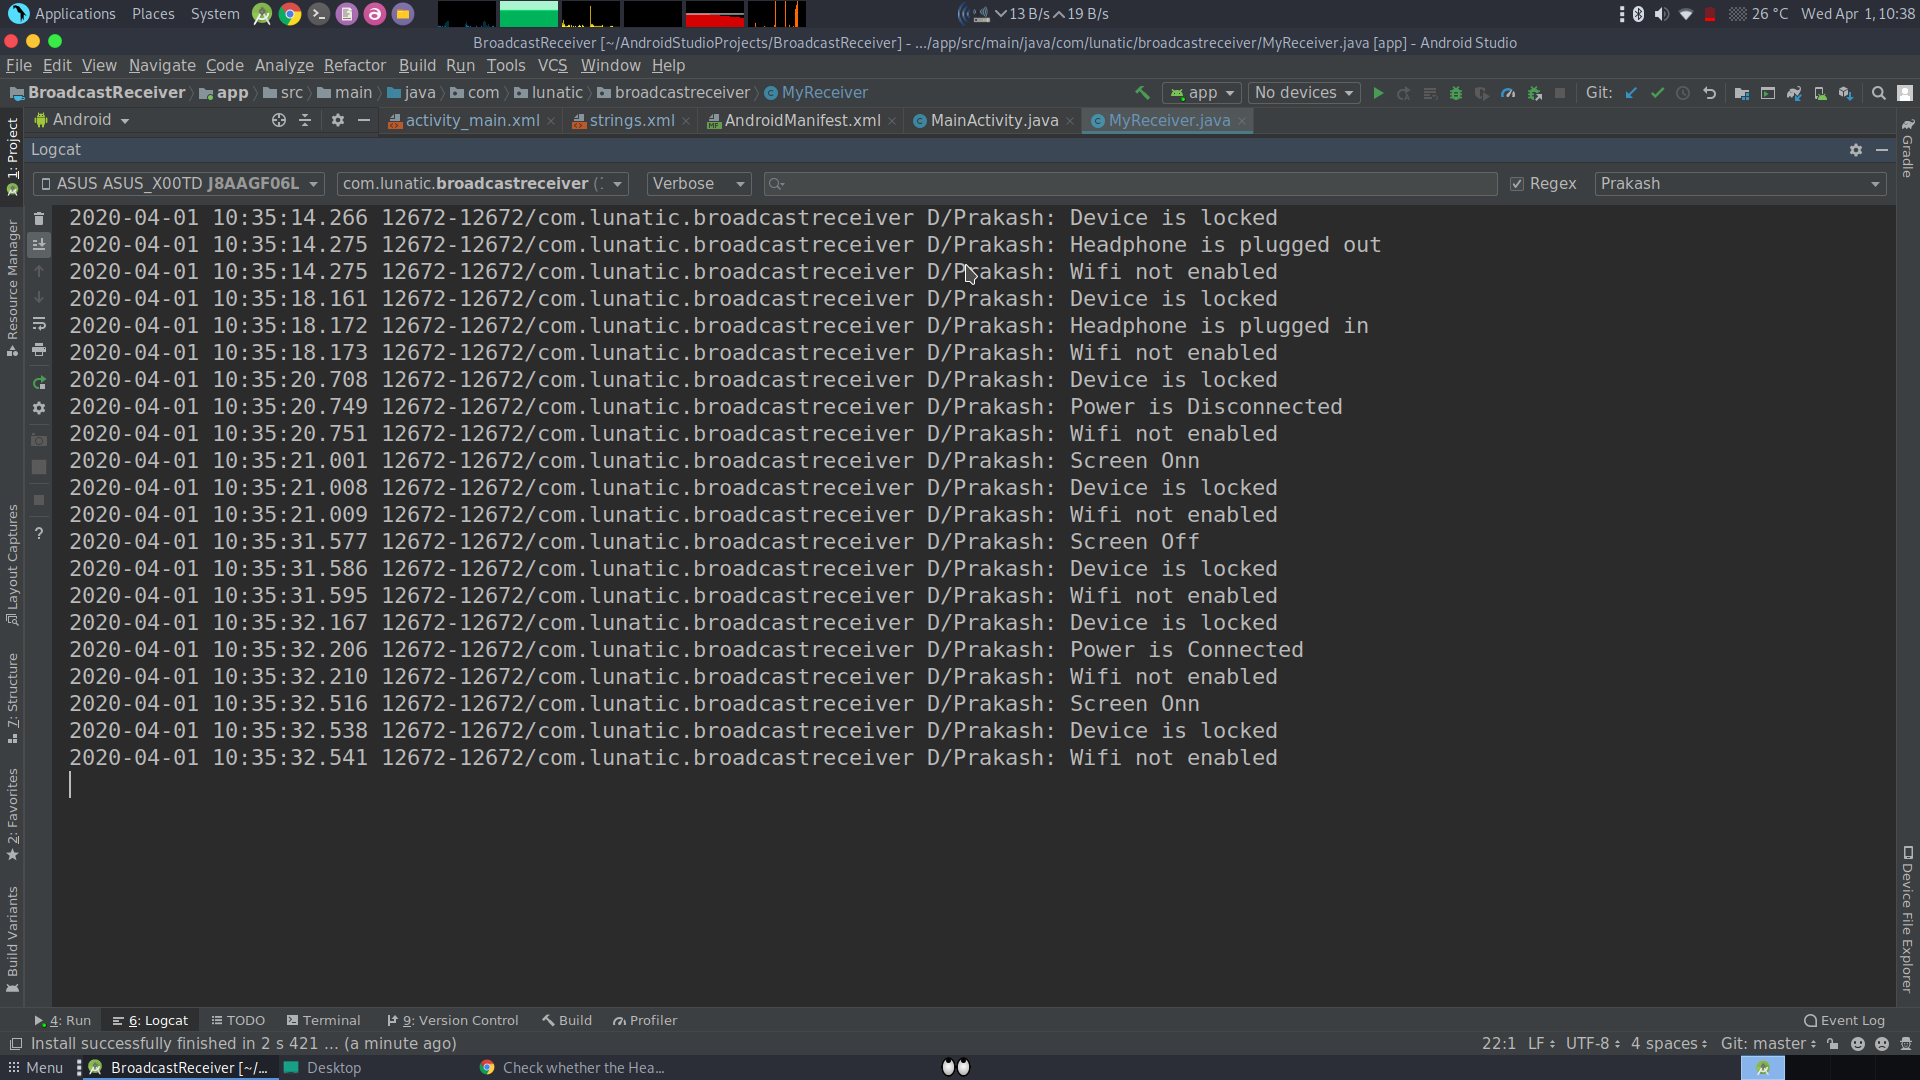 Applications Places System 13 B/s 19 B/s 26 °C Wed Apr 1, 10:38
BroadcastReceiver [~/AndroidStudioProjects/BroadcastReceiver] - .../app/src/main/java/com/lunatic/broadcastreceiver/MyReceiver.java [app] - Android Studio
File Edit View Navigate Code Analyze Refactor Build Run Tools VCS Window Help
BroadcastReceiver app src main java com lunatic broadcastreceiver MyReceiver app No devices Git:
Android activity_main.xml strings.xml AndroidManifest.xml MainActivity.java MyReceiver.java
Logcat
ASUS ASUS_X00TD J8AAGF06L com.lunatic.broadcastreceiver ( Verbose Regex Prakash
2020-04-01 10:35:14.266 12672-12672/com.lunatic.broadcastreceiver D/Prakash: Device is locked
2020-04-01 10:35:14.275 12672-12672/com.lunatic.broadcastreceiver D/Prakash: Headphone is plugged out
2020-04-01 10:35:14.275 12672-12672/com.lunatic.broadcastreceiver D/Prakash: Wifi not enabled
2020-04-01 10:35:18.161 12672-12672/com.lunatic.broadcastreceiver D/Prakash: Device is locked
2020-04-01 10:35:18.172 12672-12672/com.lunatic.broadcastreceiver D/Prakash: Headphone is plugged in
2020-04-01 10:35:18.173 12672-12672/com.lunatic.broadcastreceiver D/Prakash: Wifi not enabled
2020-04-01 10:35:20.708 12672-12672/com.lunatic.broadcastreceiver D/Prakash: Device is locked
2020-04-01 10:35:20.749 12672-12672/com.lunatic.broadcastreceiver D/Prakash: Power is Disconnected
2020-04-01 10:35:20.751 12672-12672/com.lunatic.broadcastreceiver D/Prakash: Wifi not enabled
2020-04-01 10:35:21.001 12672-12672/com.lunatic.broadcastreceiver D/Prakash: Screen Onn
2020-04-01 10:35:21.008 12672-12672/com.lunatic.broadcastreceiver D/Prakash: Device is locked
2020-04-01 10:35:21.009 12672-12672/com.lunatic.broadcastreceiver D/Prakash: Wifi not enabled
2020-04-01 10:35:31.577 12672-12672/com.lunatic.broadcastreceiver D/Prakash: Screen Off
2020-04-01 10:35:31.586 12672-12672/com.lunatic.broadcastreceiver D/Prakash: Device is locked
2020-04-01 10:35:31.595 12672-12672/com.lunatic.broadcastreceiver D/Prakash: Wifi not enabled
2020-04-01 10:35:32.167 12672-12672/com.lunatic.broadcastreceiver D/Prakash: Device is locked
2020-04-01 10:35:32.206 12672-12672/com.lunatic.broadcastreceiver D/Prakash: Power is Connected
2020-04-01 10:35:32.210 12672-12672/com.lunatic.broadcastreceiver D/Prakash: Wifi not enabled
2020-04-01 10:35:32.516 12672-12672/com.lunatic.broadcastreceiver D/Prakash: Screen Onn
2020-04-01 10:35:32.538 12672-12672/com.lunatic.broadcastreceiver D/Prakash: Device is locked
2020-04-01 10:35:32.541 12672-12672/com.lunatic.broadcastreceiver D/Prakash: Wifi not enabled
1: Project
Resource Manager
Layout Captures
7: Structure
2: Favorites
Build Variants
Gradle
Device File Explorer
4: Run 6: Logcat TODO Terminal 9: Version Control Build Profiler Event Log
Install successfully finished in 2 s 421 ... (a minute ago) 22:1 LF UTF-8 4 spaces Git: master
Menu BroadcastReceiver [~/... Desktop Check whether the Hea...